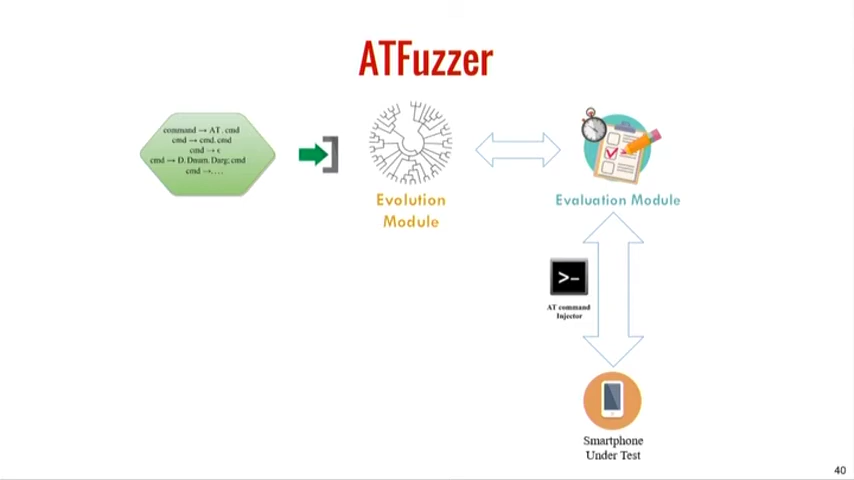 ATFuzzer
command → AT . cmd
cmd → cmd. cmd
cmd → ϵ
cmd → D. Dnum. Darg; cmd
cmd →. . . .
Evolution
Module
Evaluation Module
>-
AT command
Injector
Smartphone
Under Test
40